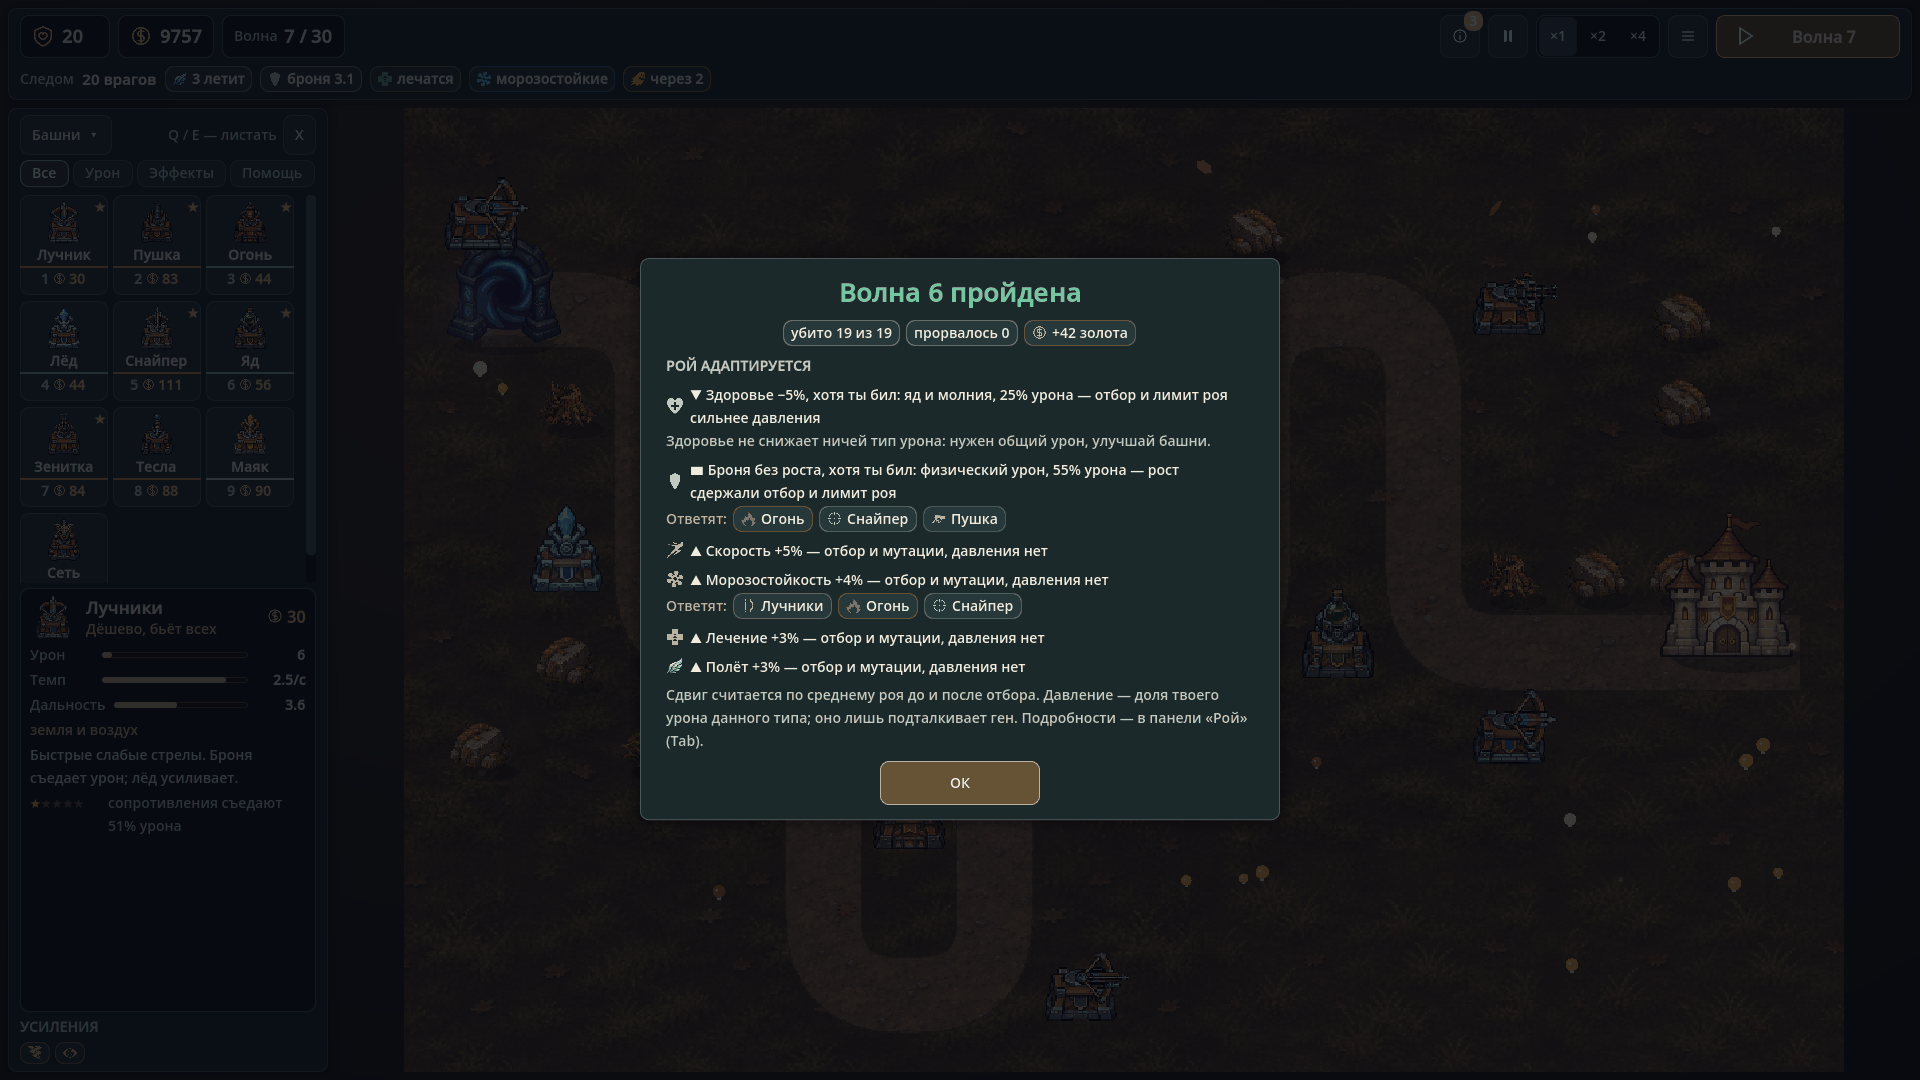 20
9757
Волна 7 / 30
3
×1
×2
×4
Волна 7
Следом 20 врагов
3 летит
броня 3.1
лечатся
морозостойкие
через 2
Башни
Q / E — листать
X
Все
Урон
Эффекты
Помощь
Лучник
Пушка
Огонь
1 30
2 83
3 44
Лёд
Снайпер
Яд
4 44
5 111
6 56
Зенитка
Тесла
Маяк
7 84
8 88
9 90
Сеть
Лучники
30
Дёшево, бьёт всех
Урон 6
Темп 2.5/с
Дальность 3.6
земля и воздух
Быстрые слабые стрелы. Броня
съедает урон; лёд усиливает.
сопротивления съедают
51% урона
УСИЛЕНИЯ
Волна 6 пройдена
убито 19 из 19
прорвалось 0
+42 золота
РОЙ АДАПТИРУЕТСЯ
▼ Здоровье −5%, хотя ты бил: яд и молния, 25% урона — отбор и лимит роя
сильнее давления
Здоровье не снижает ничей тип урона: нужен общий урон, улучшай башни.
Броня без роста, хотя ты бил: физический урон, 55% урона — рост
сдержали отбор и лимит роя
Ответят: Огонь Снайпер Пушка
▲ Скорость +5% — отбор и мутации, давления нет
▲ Морозостойкость +4% — отбор и мутации, давления нет
Ответят: Лучники Огонь Снайпер
▲ Лечение +3% — отбор и мутации, давления нет
▲ Полёт +3% — отбор и мутации, давления нет
Сдвиг считается по среднему роя до и после отбора. Давление — доля твоего
урона данного типа; оно лишь подталкивает ген. Подробности — в панели «Рой»
(Tab).
ОК